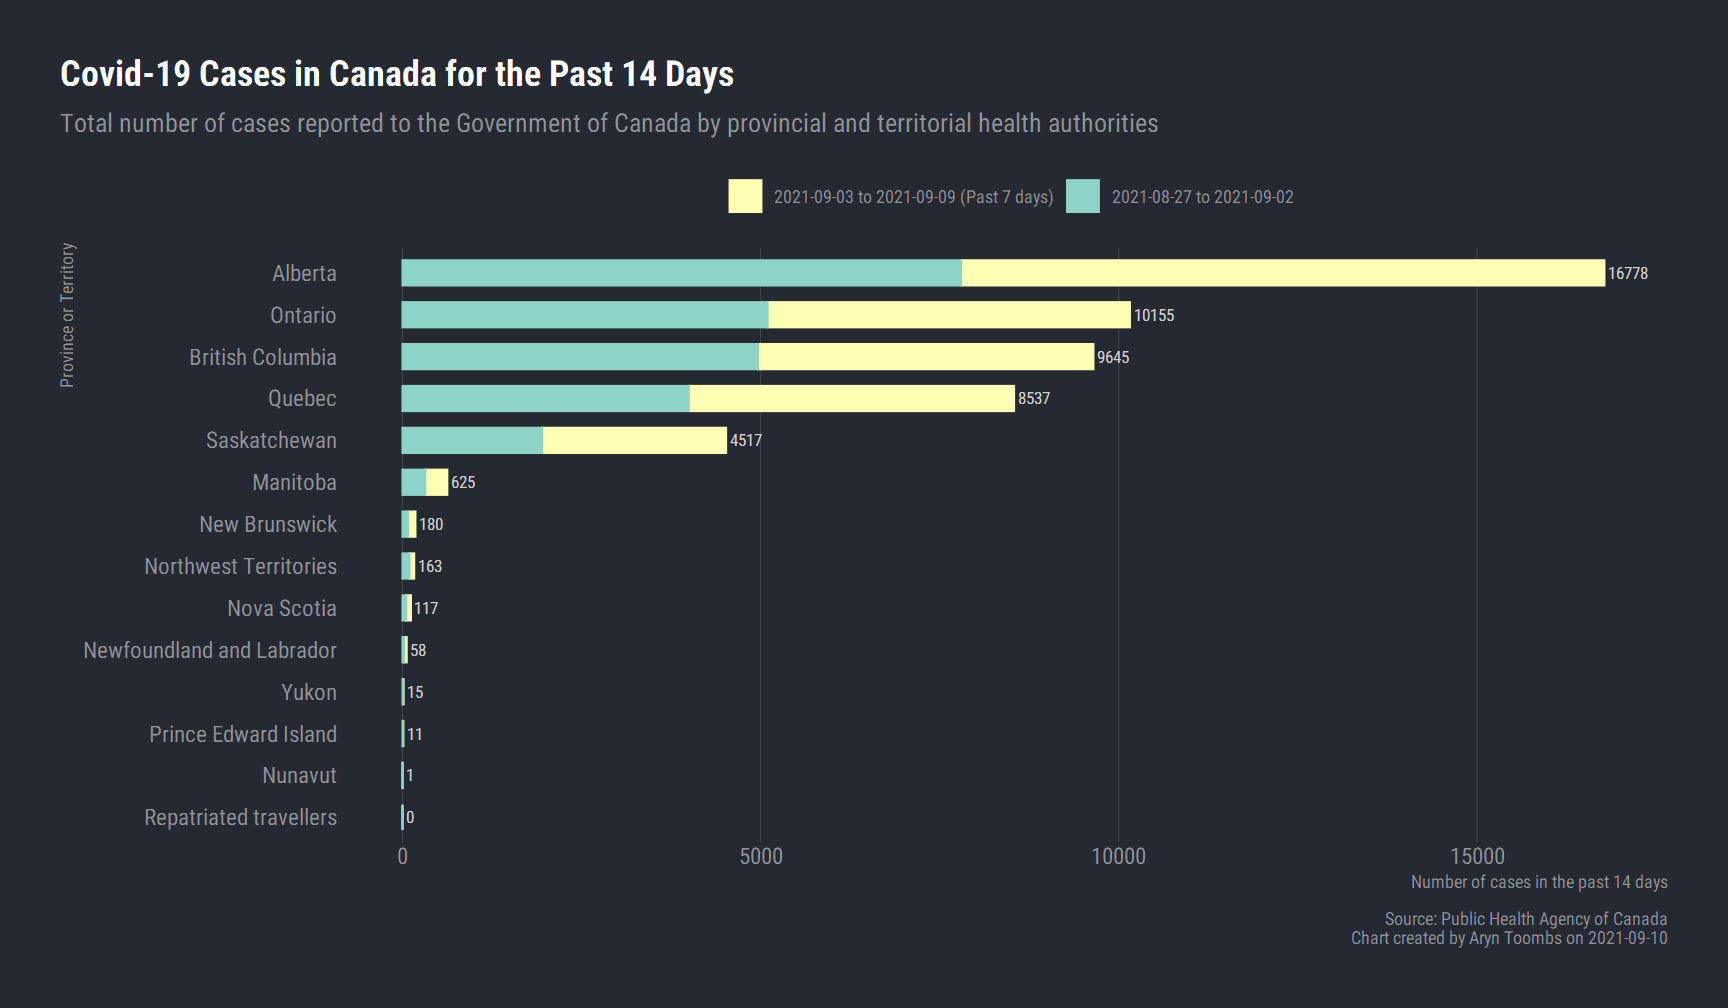 Covid-19 Cases in Canada for the Past 14 Days
Total number of cases reported to the Government of Canada by provincial and territorial health authorities
2021-09-03 to 2021-09-09 (Past 7 days)
2021-08-27 to 2021-09-02
Province or Territory
Alberta 16778
Ontario 10155
British Columbia 9645
Quebec 8537
Saskatchewan 4517
Manitoba 625
New Brunswick 180
Northwest Territories 163
Nova Scotia 117
Newfoundland and Labrador 58
Yukon 15
Prince Edward Island 11
Nunavut 1
Repatriated travellers 0
0 5000 10000 15000
Number of cases in the past 14 days
Source: Public Health Agency of Canada
Chart created by Aryn Toombs on 2021-09-10